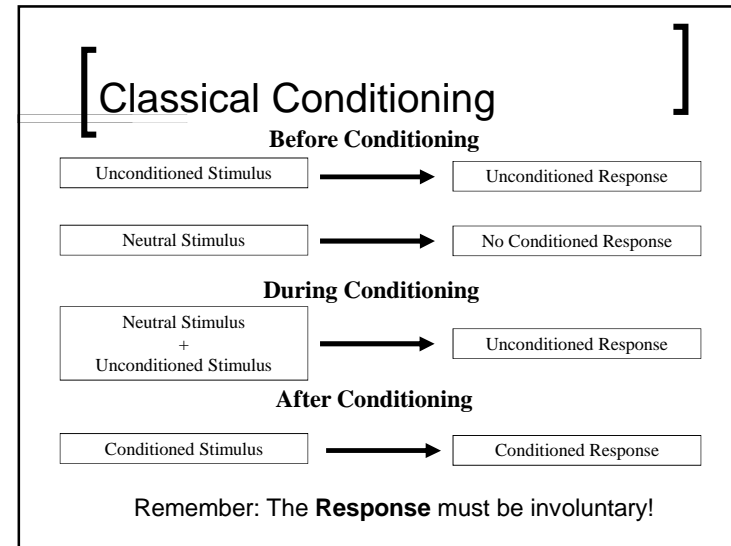 Classical Conditioning
Before Conditioning
Unconditioned Stimulus
Unconditioned Response
Neutral Stimulus
No Conditioned Response
During Conditioning
Neutral Stimulus
+
Unconditioned Stimulus
Unconditioned Response
After Conditioning
Conditioned Stimulus
Conditioned Response
Remember: The Response must be involuntary!